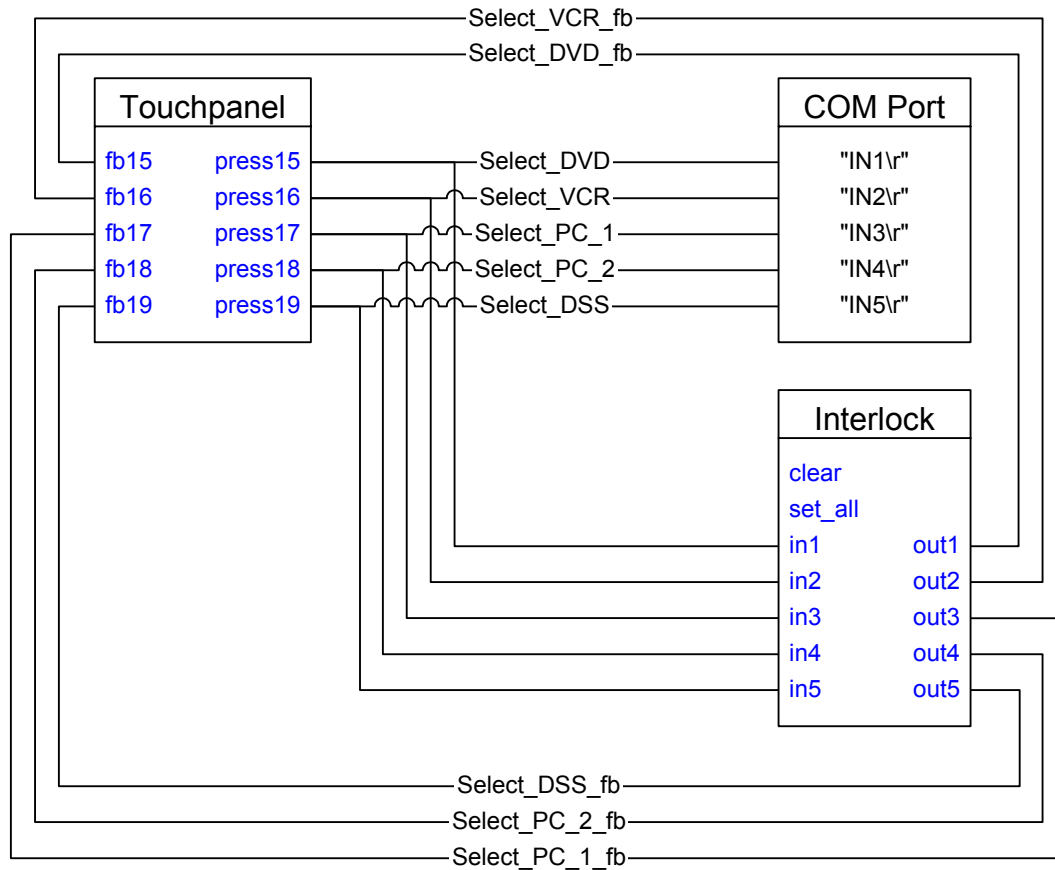 Select_VCR_fb
Select_DVD_fb
Touchpanel
fb15 press15
fb16 press16
fb17 press17
fb18 press18
fb19 press19
Select_DVD
Select_VCR
Select_PC_1
Select_PC_2
Select_DSS
COM Port
"IN1\r"
"IN2\r"
"IN3\r"
"IN4\r"
"IN5\r"
Interlock
clear
set_all
in1 out1
in2 out2
in3 out3
in4 out4
in5 out5
Select_DSS_fb
Select_PC_2_fb
Select_PC_1_fb